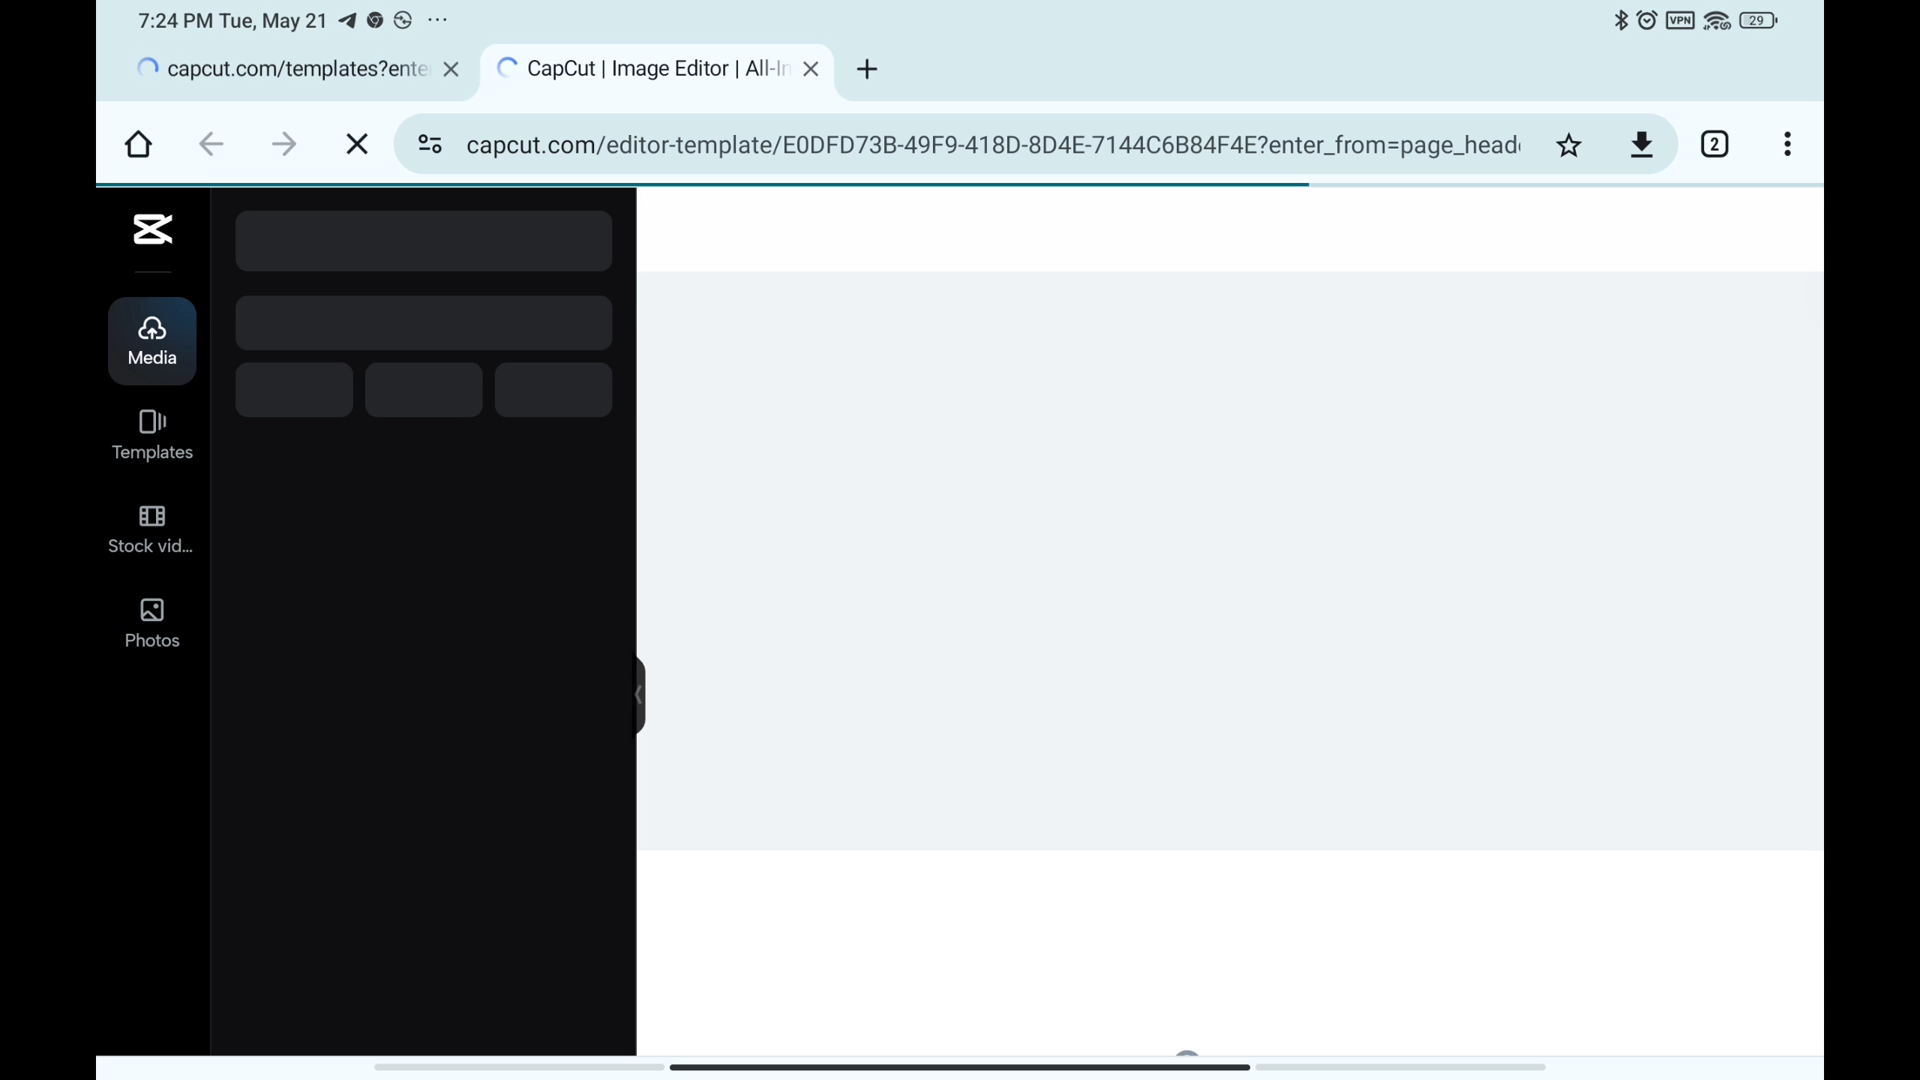 7:24 PM Tue, May 21 ··· VPN 29
capcut.com/templates?ente
CapCut | Image Editor | All-In
capcut.com/editor-template/E0DFD73B-49F9-418D-8D4E-7144C6B84F4E?enter_from=page_head
2
Media
Templates
Stock vid...
Photos